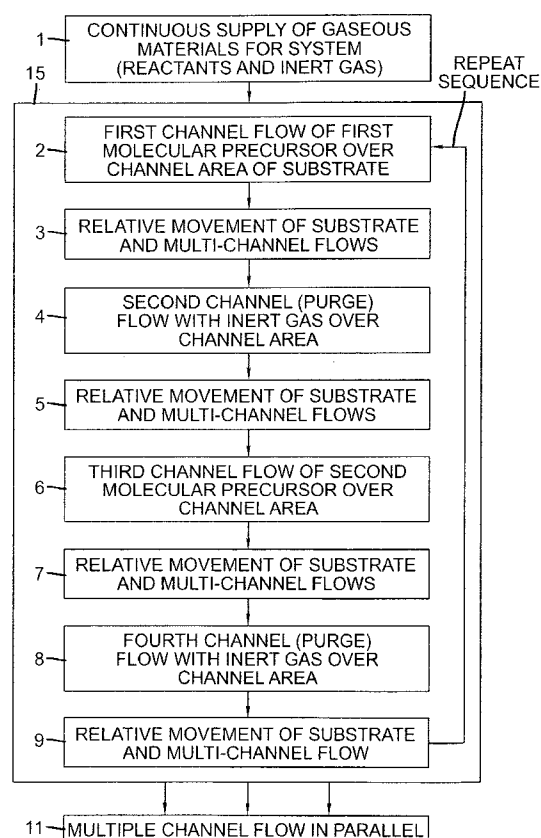 1 CONTINUOUS SUPPLY OF GASEOUS
MATERIALS FOR SYSTEM
(REACTANTS AND INERT GAS)
REPEAT
SEQUENCE
15
2 FIRST CHANNEL FLOW OF FIRST
MOLECULAR PRECURSOR OVER
CHANNEL AREA OF SUBSTRATE
3 RELATIVE MOVEMENT OF SUBSTRATE
AND MULTI-CHANNEL FLOWS
4 SECOND CHANNEL (PURGE)
FLOW WITH INERT GAS OVER
CHANNEL AREA
5 RELATIVE MOVEMENT OF SUBSTRATE
AND MULTI-CHANNEL FLOWS
6 THIRD CHANNEL FLOW OF SECOND
MOLECULAR PRECURSOR OVER
CHANNEL AREA
7 RELATIVE MOVEMENT OF SUBSTRATE
AND MULTI-CHANNEL FLOWS
8 FOURTH CHANNEL (PURGE)
FLOW WITH INERT GAS OVER
CHANNEL AREA
9 RELATIVE MOVEMENT OF SUBSTRATE
AND MULTI-CHANNEL FLOW
11 MULTIPLE CHANNEL FLOW IN PARALLEL